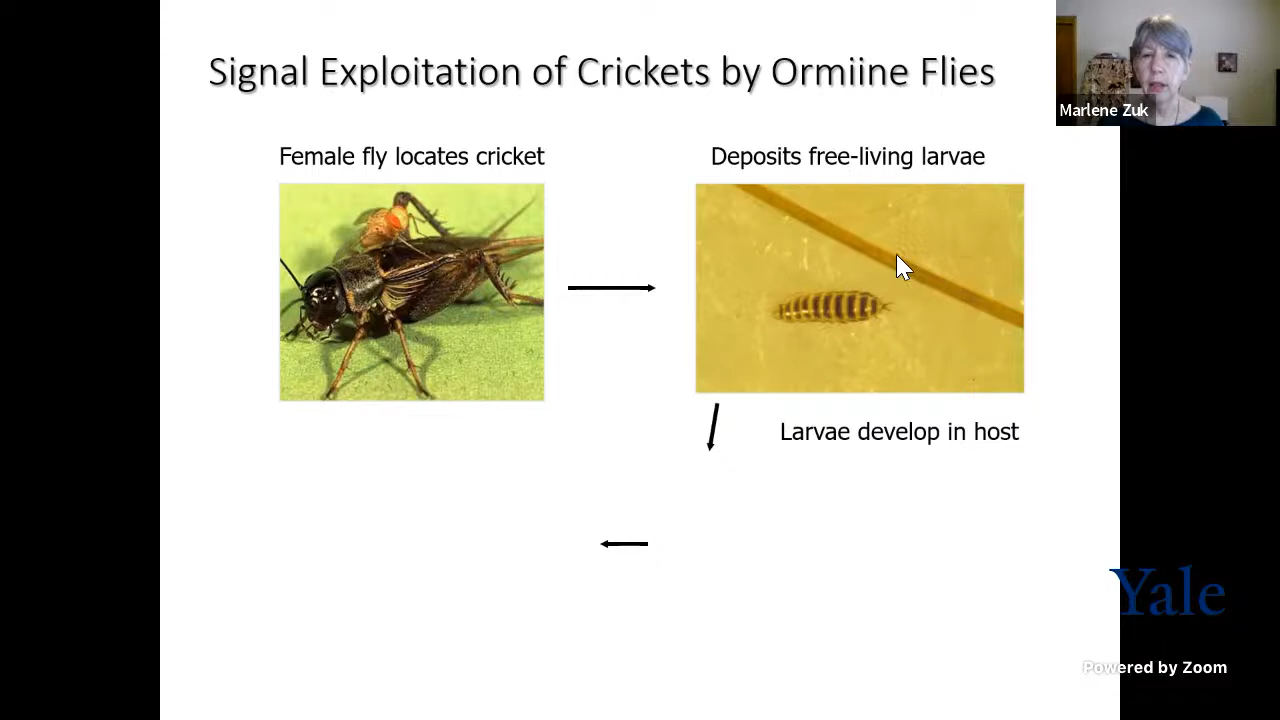 Signal Exploitation of Crickets by Ormiine Flies
Marlene Zuk
Female fly locates cricket
Deposits free-living larvae
Larvae develop in host
Yale
Powered by Zoom